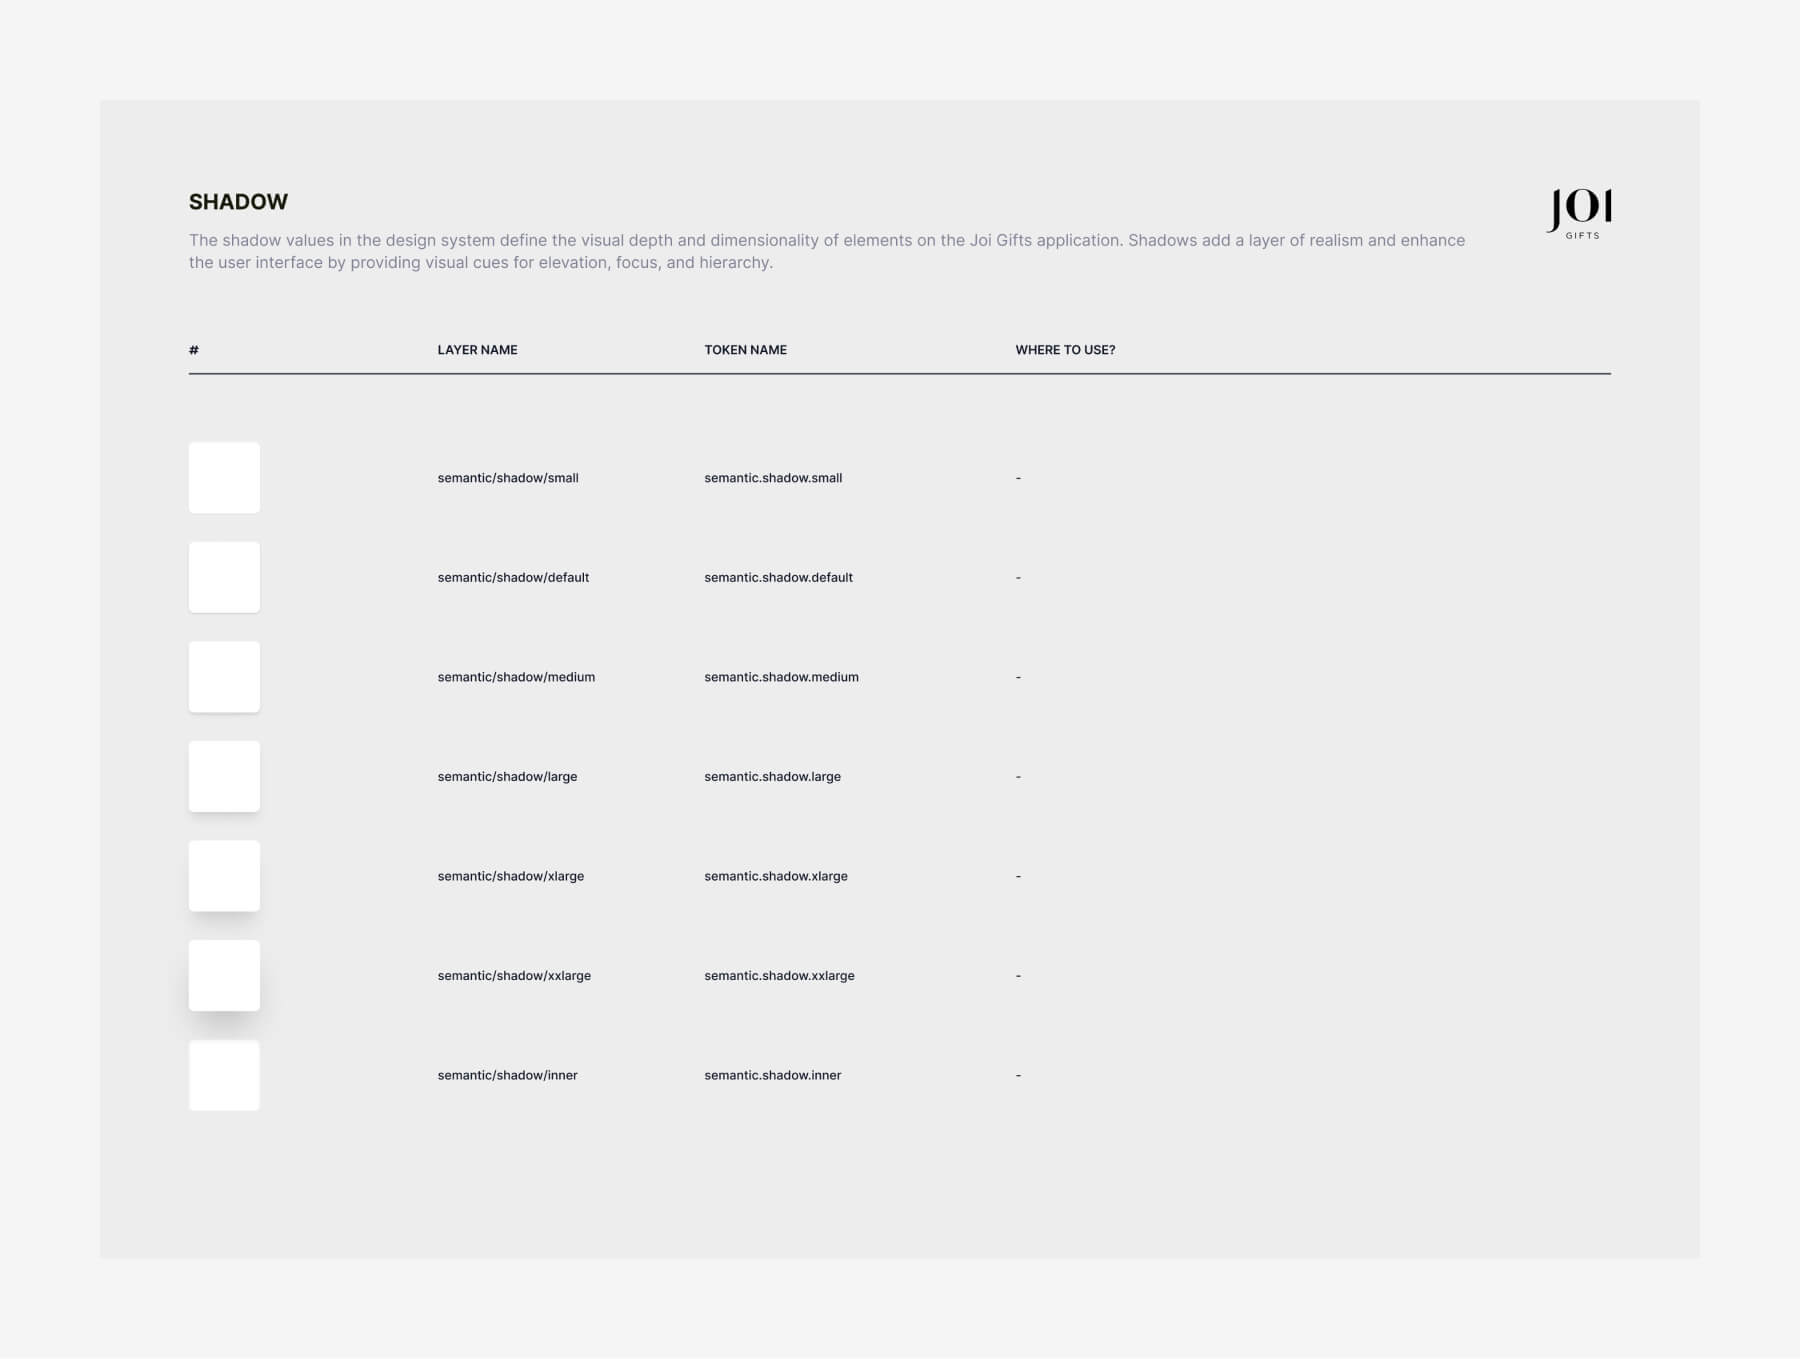 SHADOW
JOI
GIFTS
The shadow values in the design system define the visual depth and dimensionality of elements on the Joi Gifts application. Shadows add a layer of realism and enhance
the user interface by providing visual cues for elevation, focus, and hierarchy.
# LAYER NAME TOKEN NAME WHERE TO USE?
semantic/shadow/small semantic.shadow.small -
semantic/shadow/default semantic.shadow.default -
semantic/shadow/medium semantic.shadow.medium -
semantic/shadow/large semantic.shadow.large -
semantic/shadow/xlarge semantic.shadow.xlarge -
semantic/shadow/xxlarge semantic.shadow.xxlarge -
semantic/shadow/inner semantic.shadow.inner -